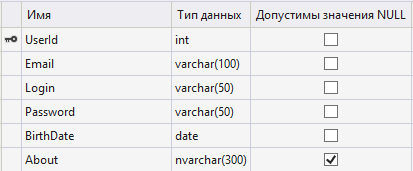 Имя Тип данных Допустимы значения NULL
UserId int
Email varchar(100)
Login varchar(50)
Password varchar(50)
BirthDate date
About nvarchar(300)